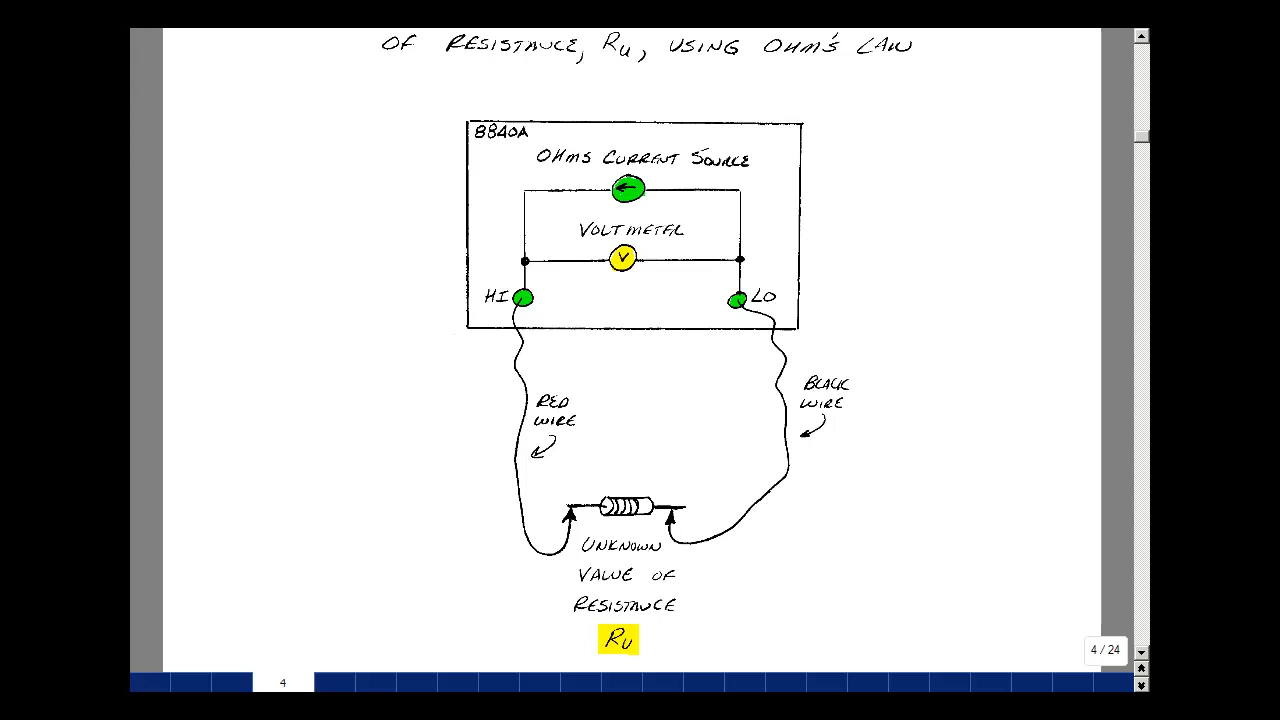 OF RESISTANCE, RU, USING OHM'S LAW
8840A
OHMS CURRENT SOURCE
VOLTMETER
V
HI
LO
BLACK
WIRE
RED
WIRE
UNKNOWN
VALUE OF
RESISTANCE
RU
4 / 24
4